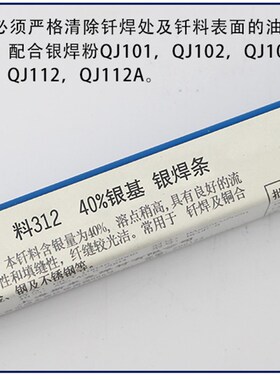 必须严格清除钎焊处及钎料表面的油
配合银焊粉QJ101，QJ102，QJ10
QJ112，QJ112A。
料312 40%银基 银焊条
本钎料含银量为40%，溶点稍高，具有良好的流
性和填缝性，钎缝较光洁。常用于 钎焊及铜合
金、钢及不锈钢等。